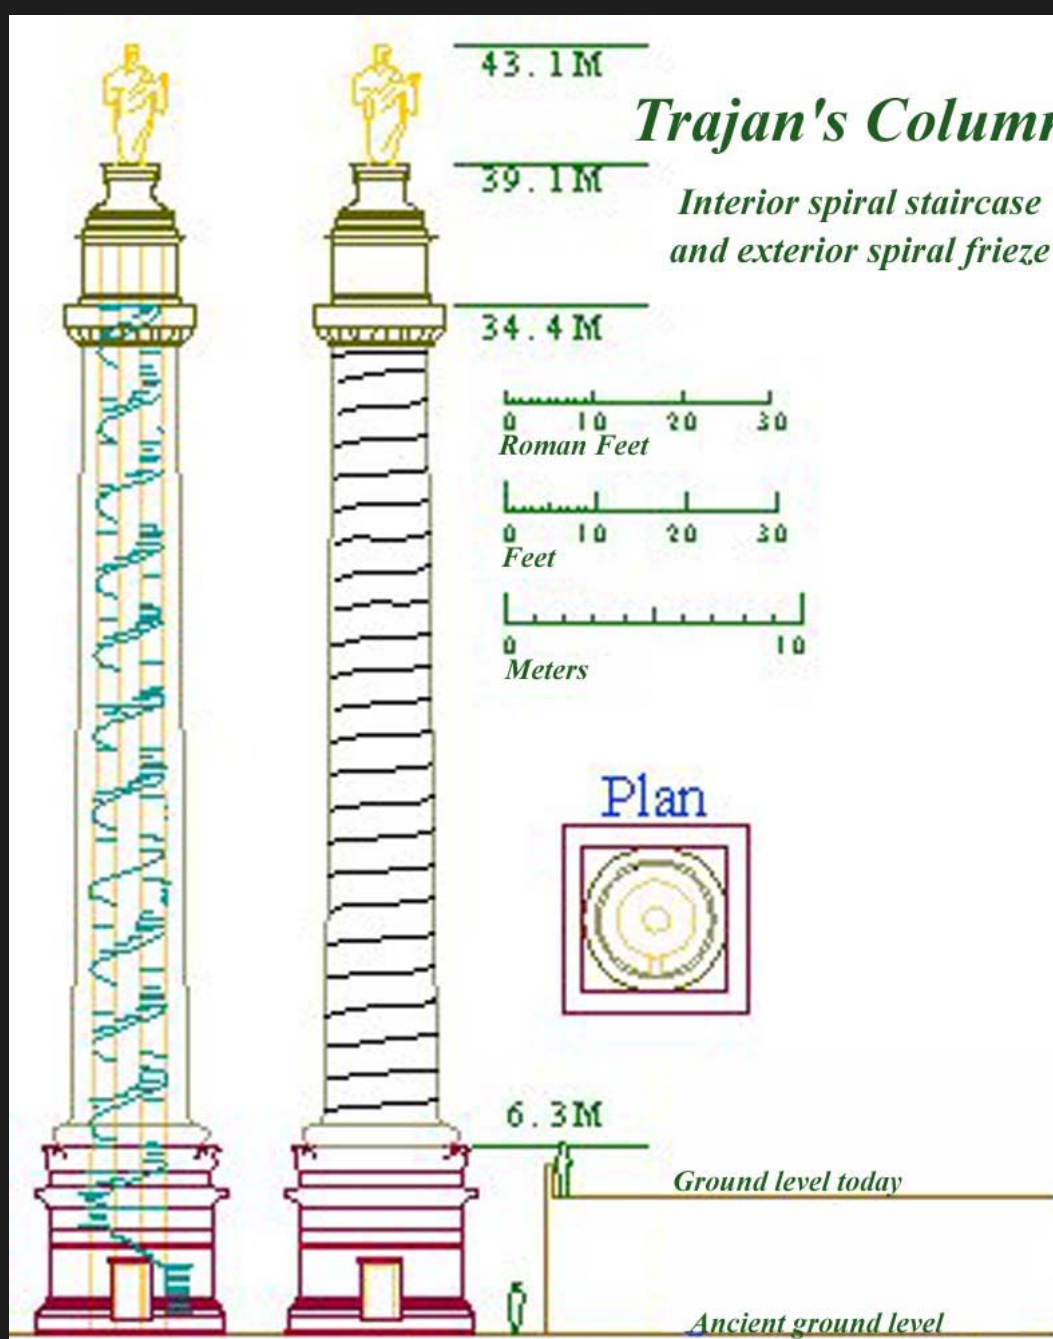 43.1M
Trajan's Colum
39.1M
Interior spiral staircase
and exterior spiral frieze
34.4M
0 10 20 30
Roman Feet
0 10 20 30
Feet
0 10
Meters
Plan
6.3M
Ground level today
Ancient ground level